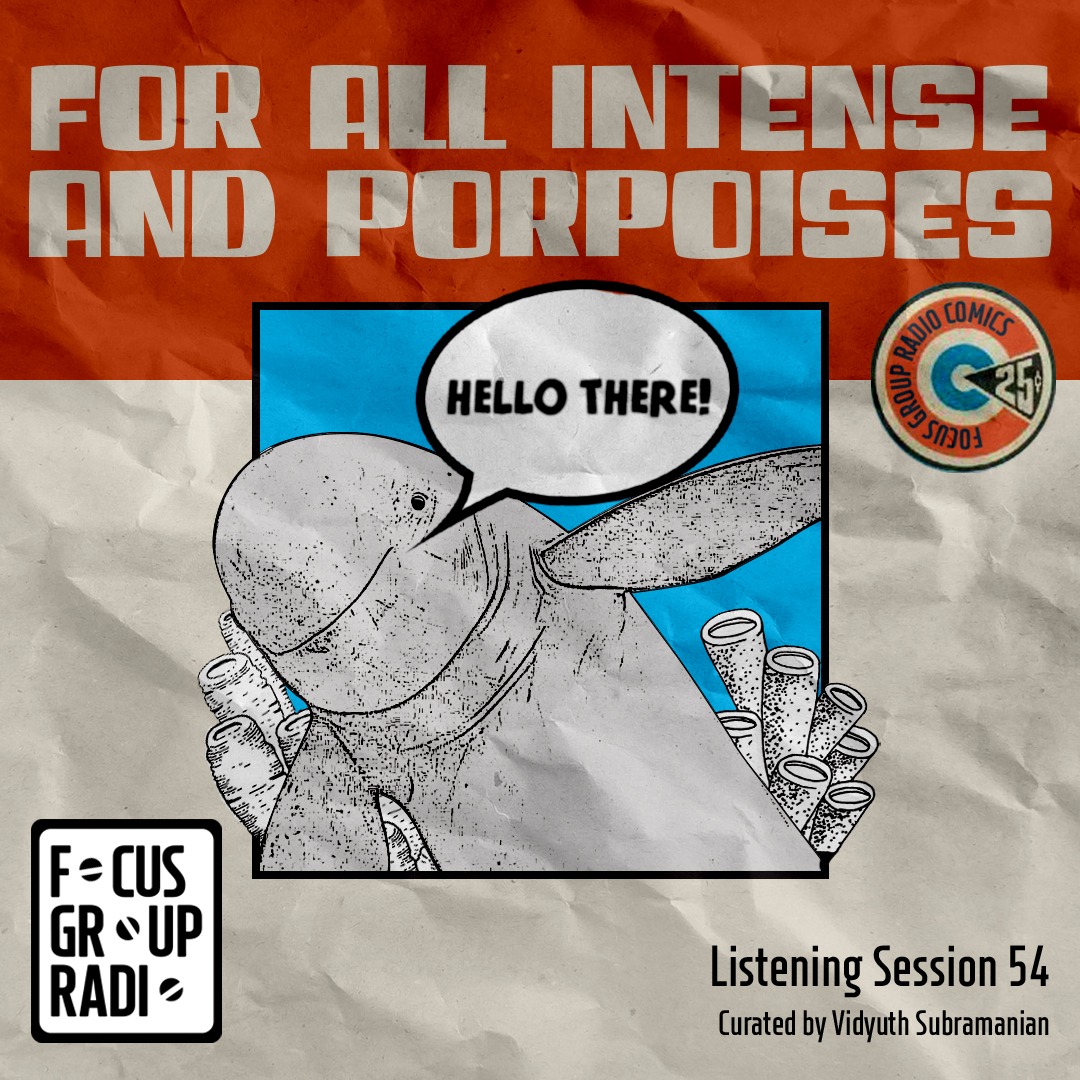 FOR ALL INTENSE
AND PORPOISES
HELLO THERE!
FOCUS GROUP RADIO COMICS
25¢
FOCUS
GROUP
RADIO
Listening Session 54
Curated by Vidyuth Subramanian